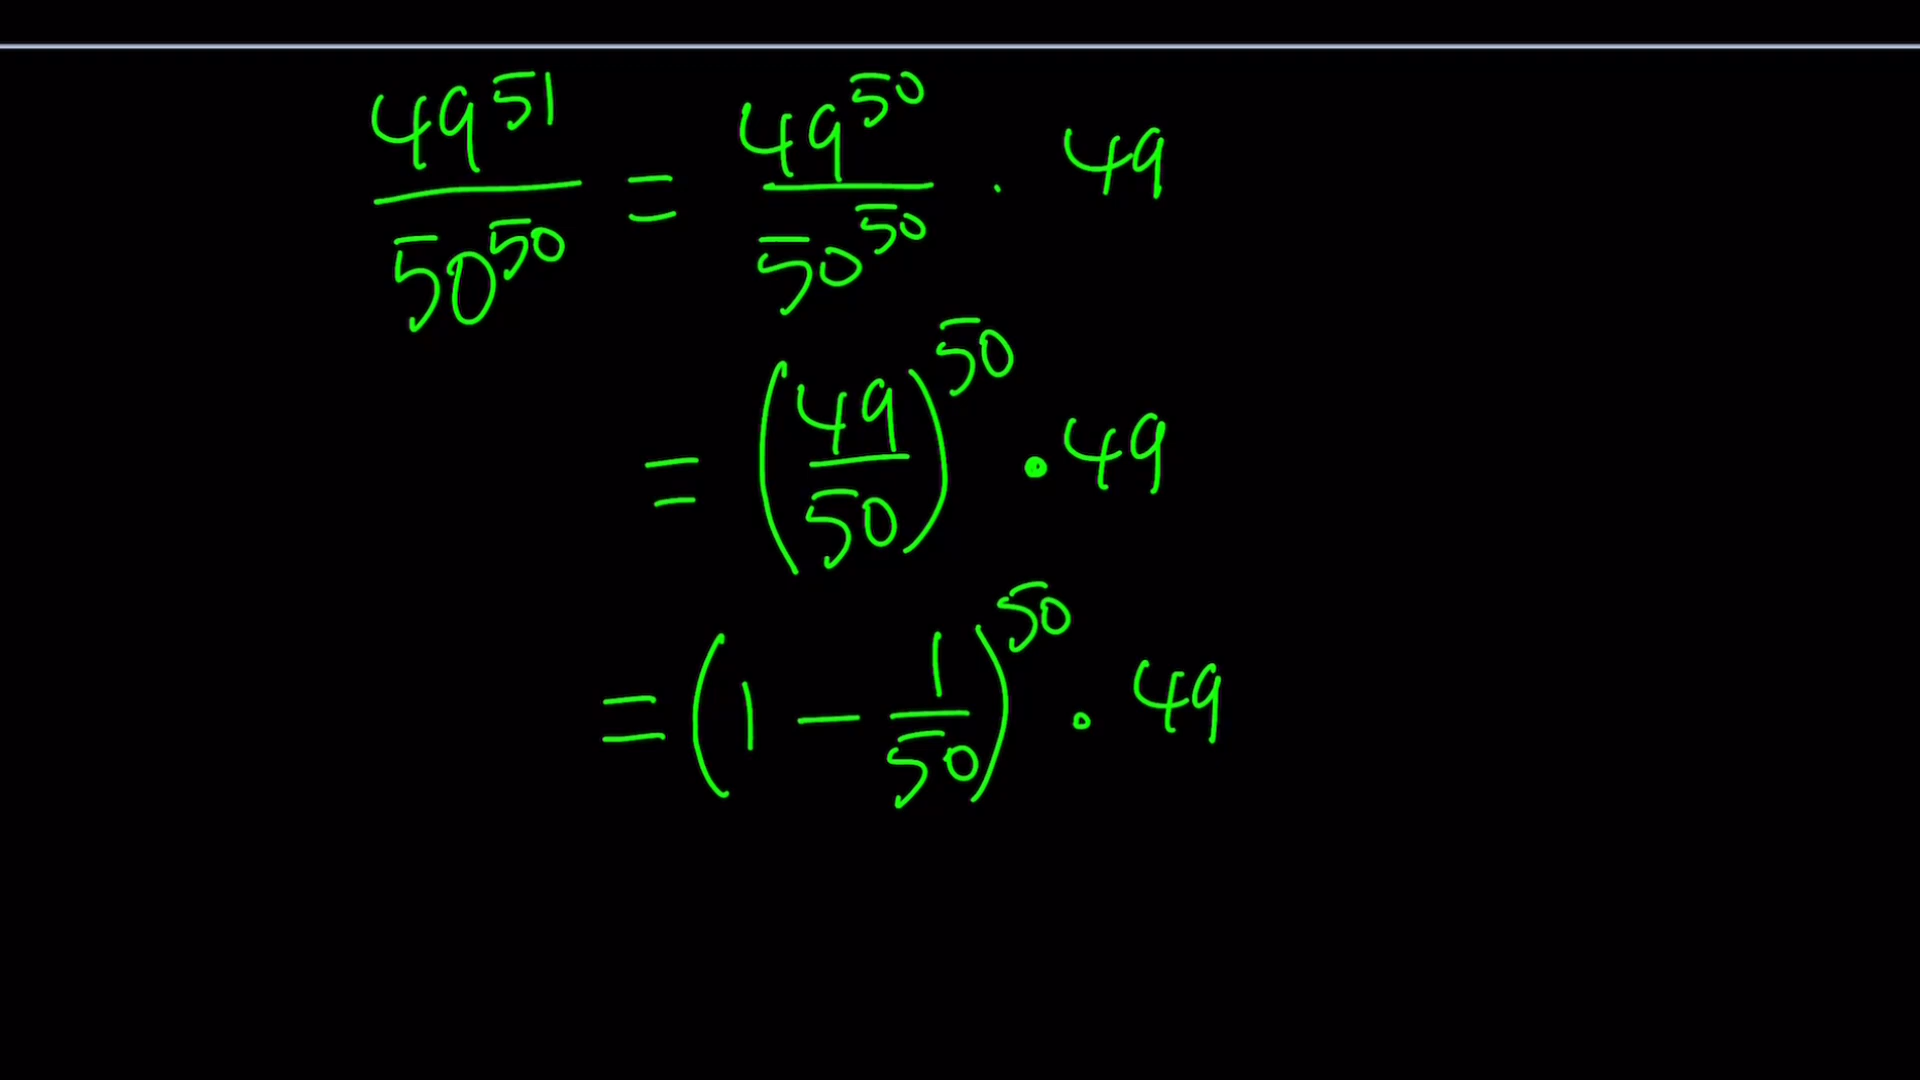 49^51 / 50^50 = 49^50 / 50^50 · 49
= (49/50)^50 · 49
= (1 - 1/50)^50 · 49